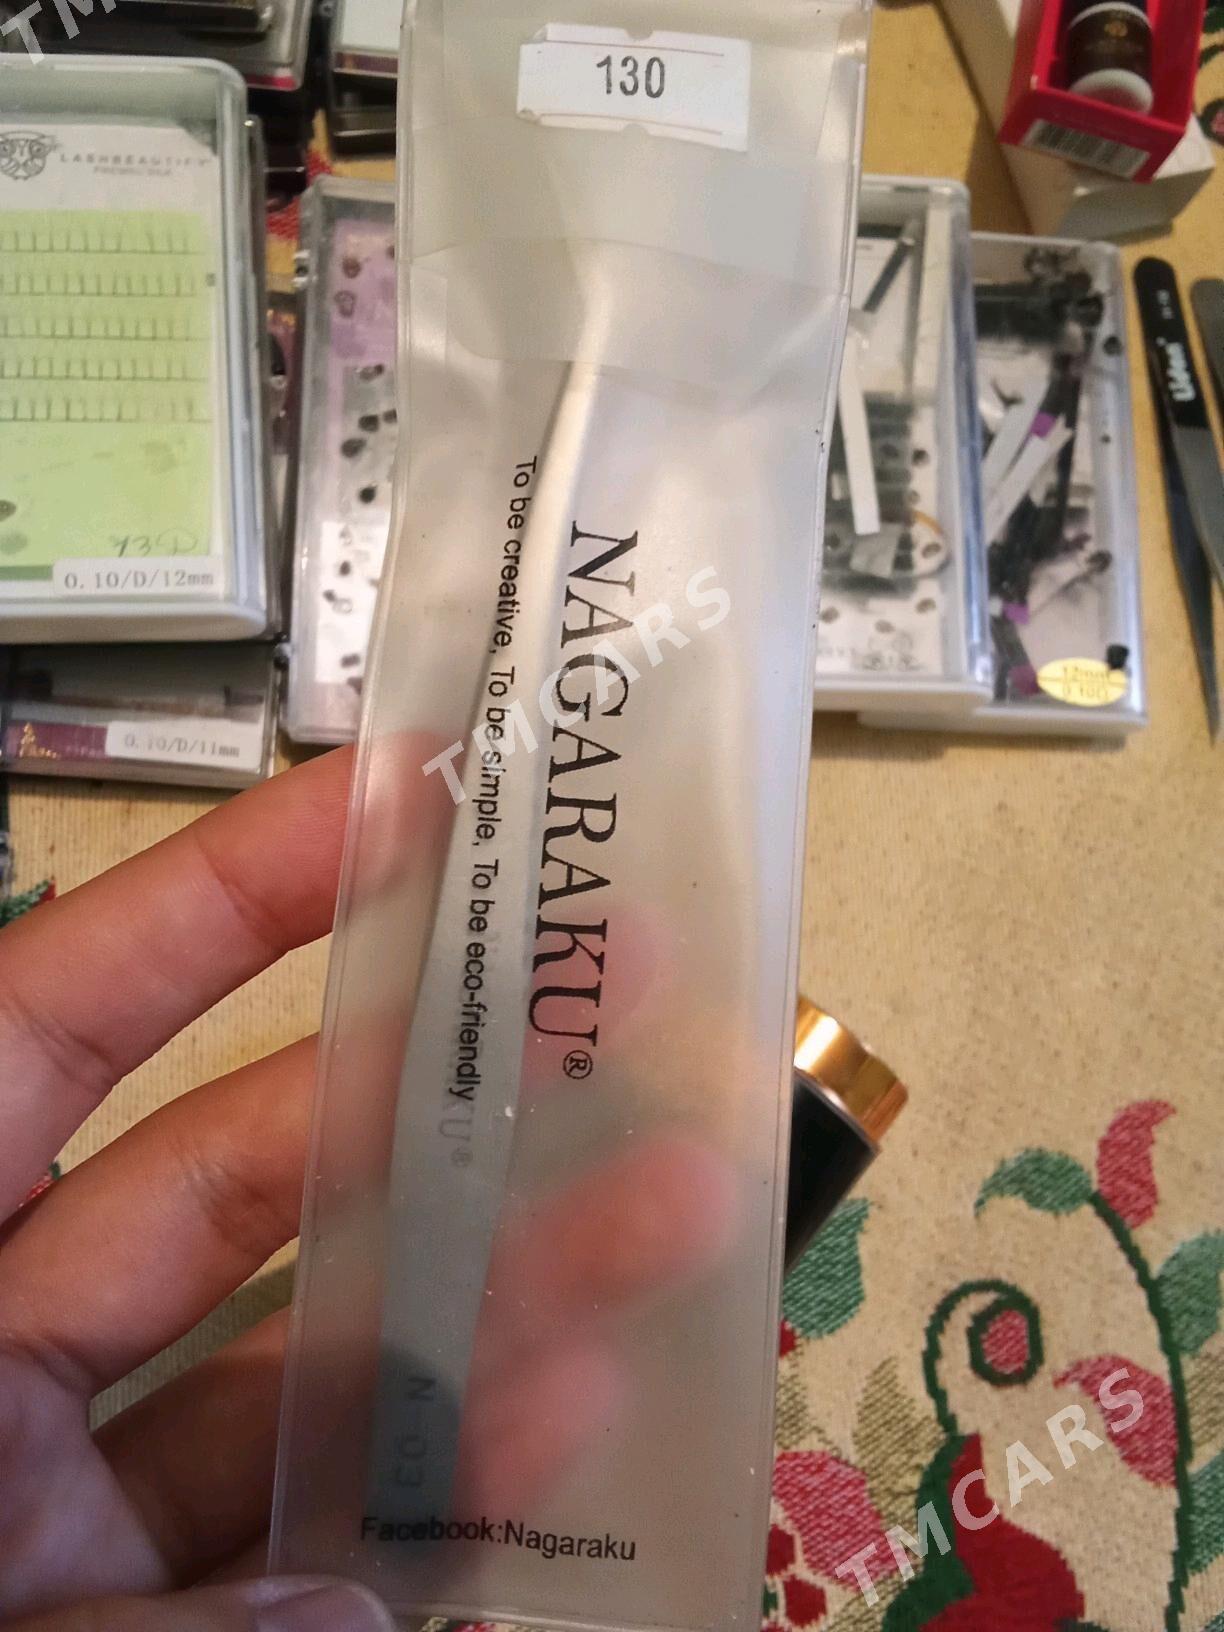 130
LASHBEAUTIFY
0.10/D/12mm
0.10/D/11mm
NAGARAKU®
To be creative, To be simple, To be eco-friendly
Facebook:Nagaraku
12mm
TMCARS
TMCARS